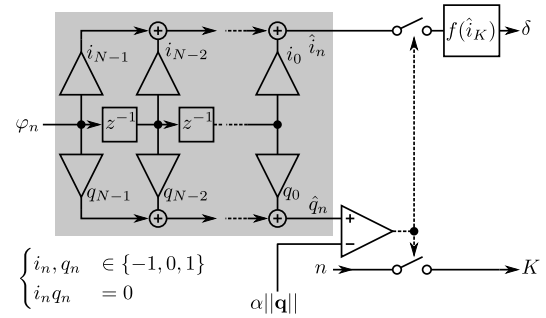 i_{N−1} i_{N−2} i_0 \hat{i}_n f(\hat{i}_K) δ
φ_n z^{−1} z^{−1}
q_{N−1} q_{N−2} q_0 \hat{q}_n
+ + + + + + + −
{ i_n, q_n ∈ {−1, 0, 1}
i_n q_n = 0
n K
α||𝐪||